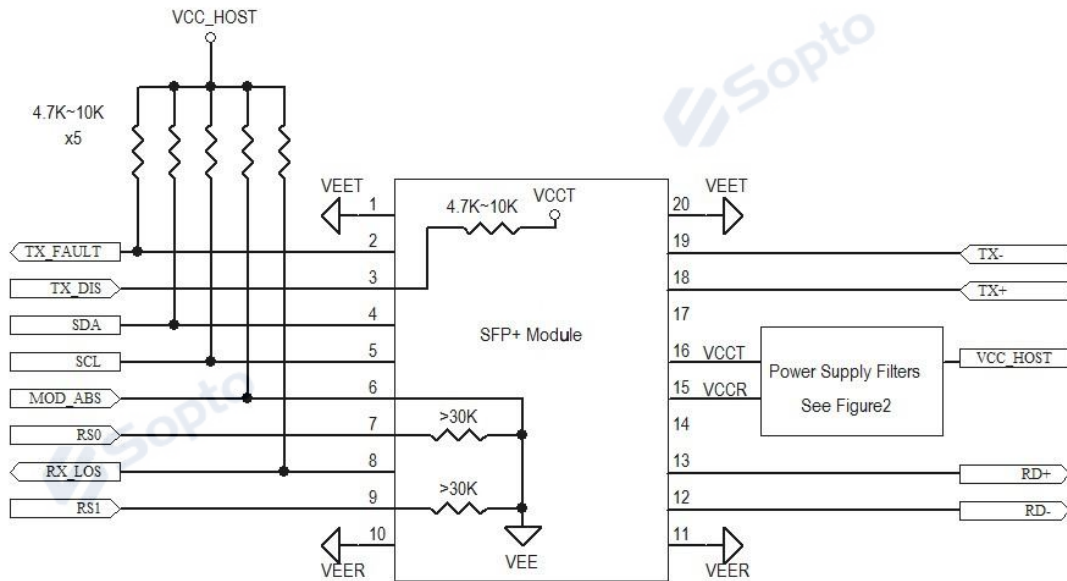 Sopto
VCC_HOST
4.7K~10K
x5
VEET
1
20
VEET
4.7K~10K
VCCT
TX_FAULT
2
19
TX-
TX_DIS
3
18
TX+
SDA
4
17
SFP+ Module
SCL
5
16
VCCT
Power Supply Filters
See Figure2
VCC_HOST
MOD_ABS
6
15
VCCR
RS0
7
>30K
14
Sopto
RX_LOS
8
13
RD+
RS1
9
>30K
12
RD-
10
VEER
VEE
11
VEER